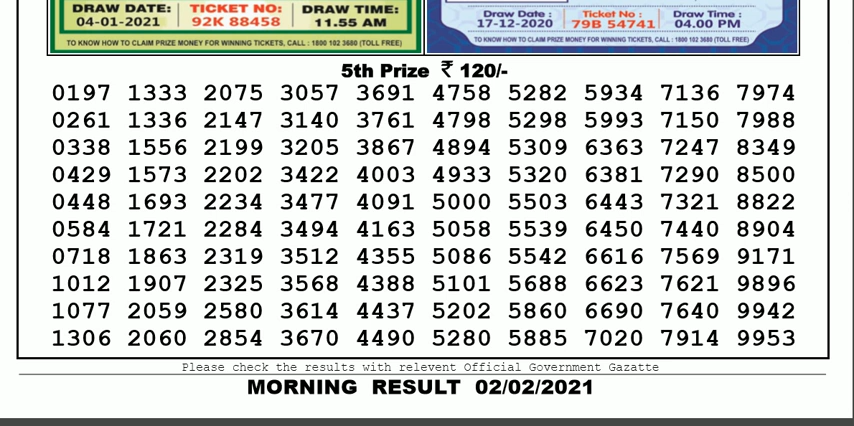 DRAW DATE: TICKET NO: DRAW TIME:
04-01-2021 92K 88458 11.55 AM
TO KNOW HOW TO CLAIM PRIZE MONEY FOR WINNING TICKETS, CALL : 1800 102 3680 (TOLL FREE)
Draw Date : Ticket No : Draw Time :
17-12-2020 79B 54741 04.00 PM
TO KNOW HOW TO CLAIM PRIZE MONEY FOR WINNING TICKETS, CALL : 1800 102 3680 (TOLL FREE)
5th Prize ₹ 120/-
0197 1333 2075 3057 3691 4758 5282 5934 7136 7974
0261 1336 2147 3140 3761 4798 5298 5993 7150 7988
0338 1556 2199 3205 3867 4894 5309 6363 7247 8349
0429 1573 2202 3422 4003 4933 5320 6381 7290 8500
0448 1693 2234 3477 4091 5000 5503 6443 7321 8822
0584 1721 2284 3494 4163 5058 5539 6450 7440 8904
0718 1863 2319 3512 4355 5086 5542 6616 7569 9171
1012 1907 2325 3568 4388 5101 5688 6623 7621 9896
1077 2059 2580 3614 4437 5202 5860 6690 7640 9942
1306 2060 2854 3670 4490 5280 5885 7020 7914 9953
Please check the results with relevent Official Government Gazatte
MORNING RESULT 02/02/2021